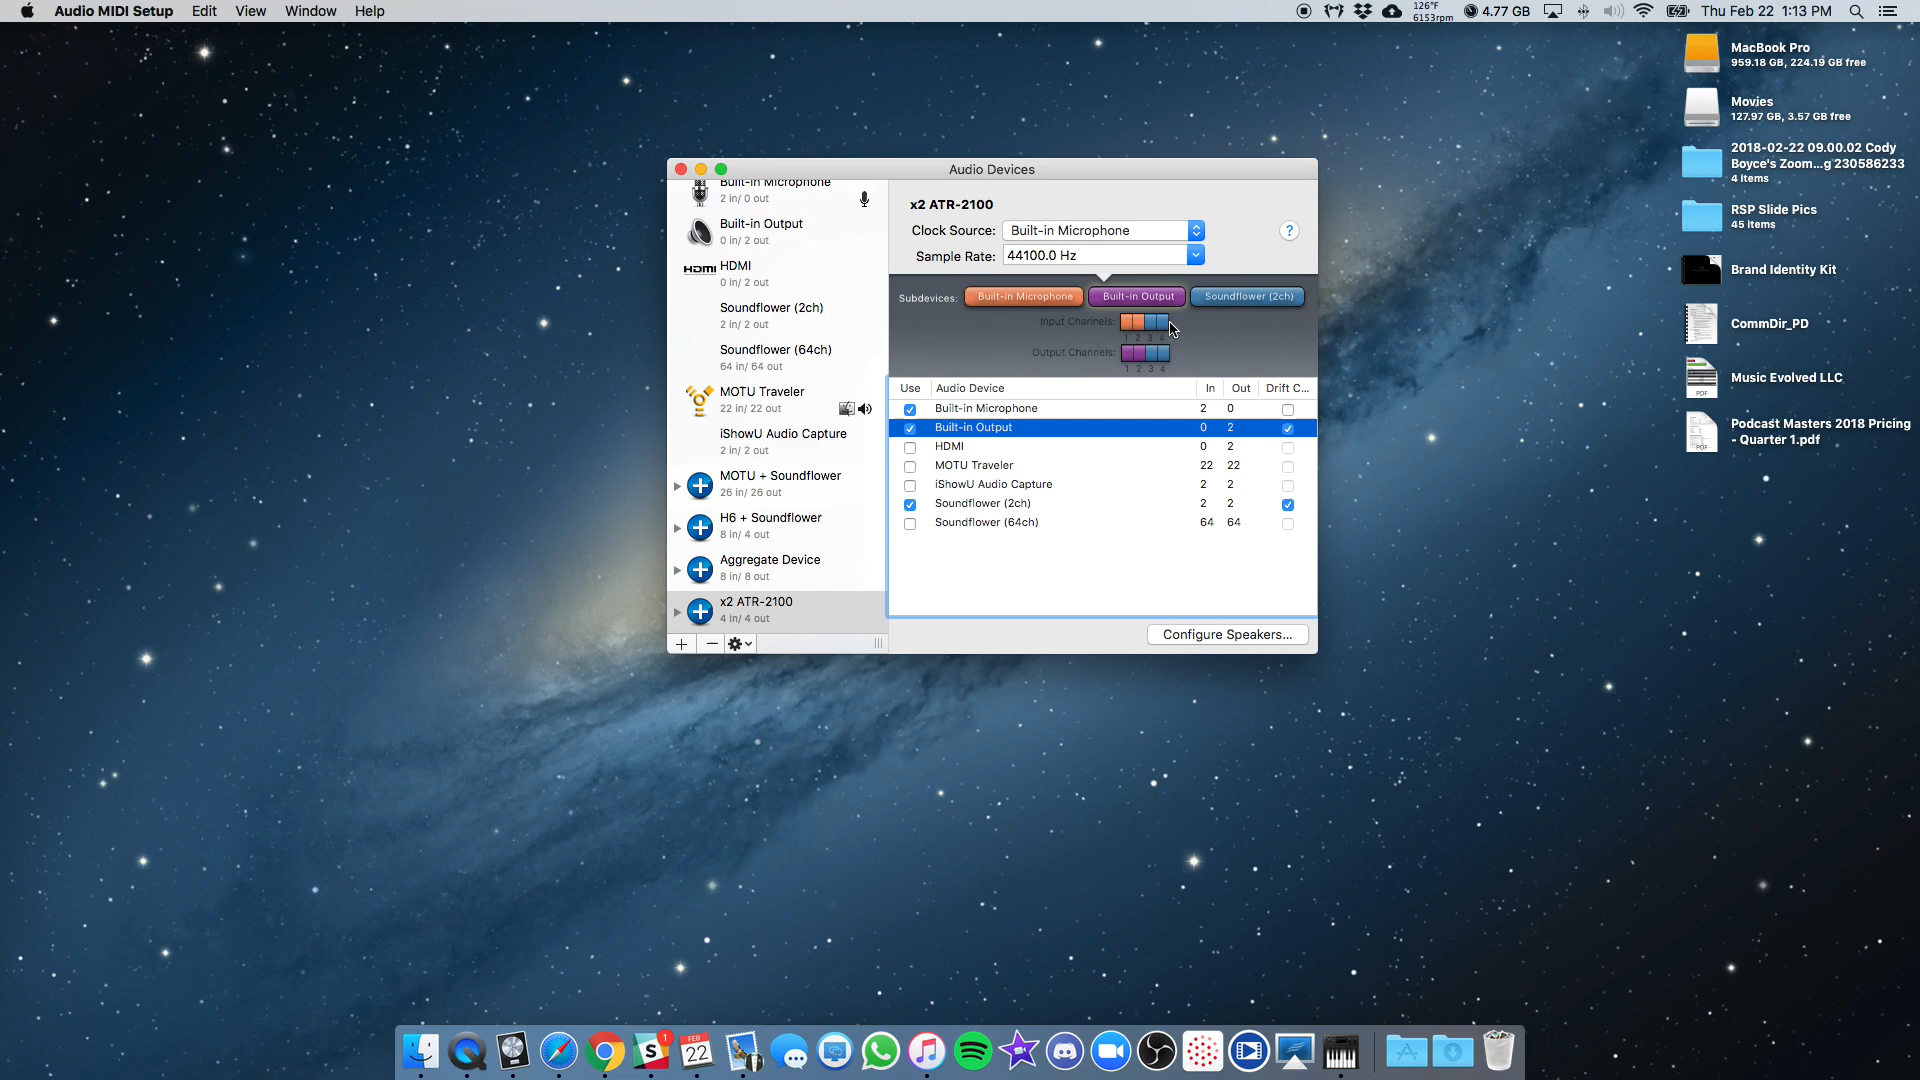 Audio MIDI Setup Edit View Window Help
126°F
6153rpm
4.77 GB
Thu Feb 22 1:13 PM
MacBook Pro
959.18 GB, 224.19 GB free
Movies
127.97 GB, 3.57 GB free
2018-02-22 09.00.02 Cody
Boyce's Zoom...g 230586233
4 items
RSP Slide Pics
45 items
Brand Identity Kit
CommDir_PD
Music Evolved LLC
PDF
Podcast Masters 2018 Pricing
- Quarter 1.pdf
PDF
Audio Devices
Built-in Microphone
2 in/ 0 out
Built-in Output
0 in/ 2 out
HDMI
HDMI
0 in/ 2 out
Soundflower (2ch)
2 in/ 2 out
Soundflower (64ch)
64 in/ 64 out
MOTU Traveler
22 in/ 22 out
iShowU Audio Capture
2 in/ 2 out
MOTU + Soundflower
26 in/ 26 out
H6 + Soundflower
8 in/ 4 out
Aggregate Device
8 in/ 8 out
x2 ATR-2100
4 in/ 4 out
x2 ATR-2100
Clock Source: Built-in Microphone
?
Sample Rate: 44100.0 Hz
Subdevices: Built-in Microphone Built-in Output Soundflower (2ch)
Input Channels:
1 2 3 4
Output Channels:
1 2 3 4
Use Audio Device In Out Drift C...
Built-in Microphone 2 0
Built-in Output 0 2
HDMI 0 2
MOTU Traveler 22 22
iShowU Audio Capture 2 2
Soundflower (2ch) 2 2
Soundflower (64ch) 64 64
Configure Speakers...
1
S
FEB
22